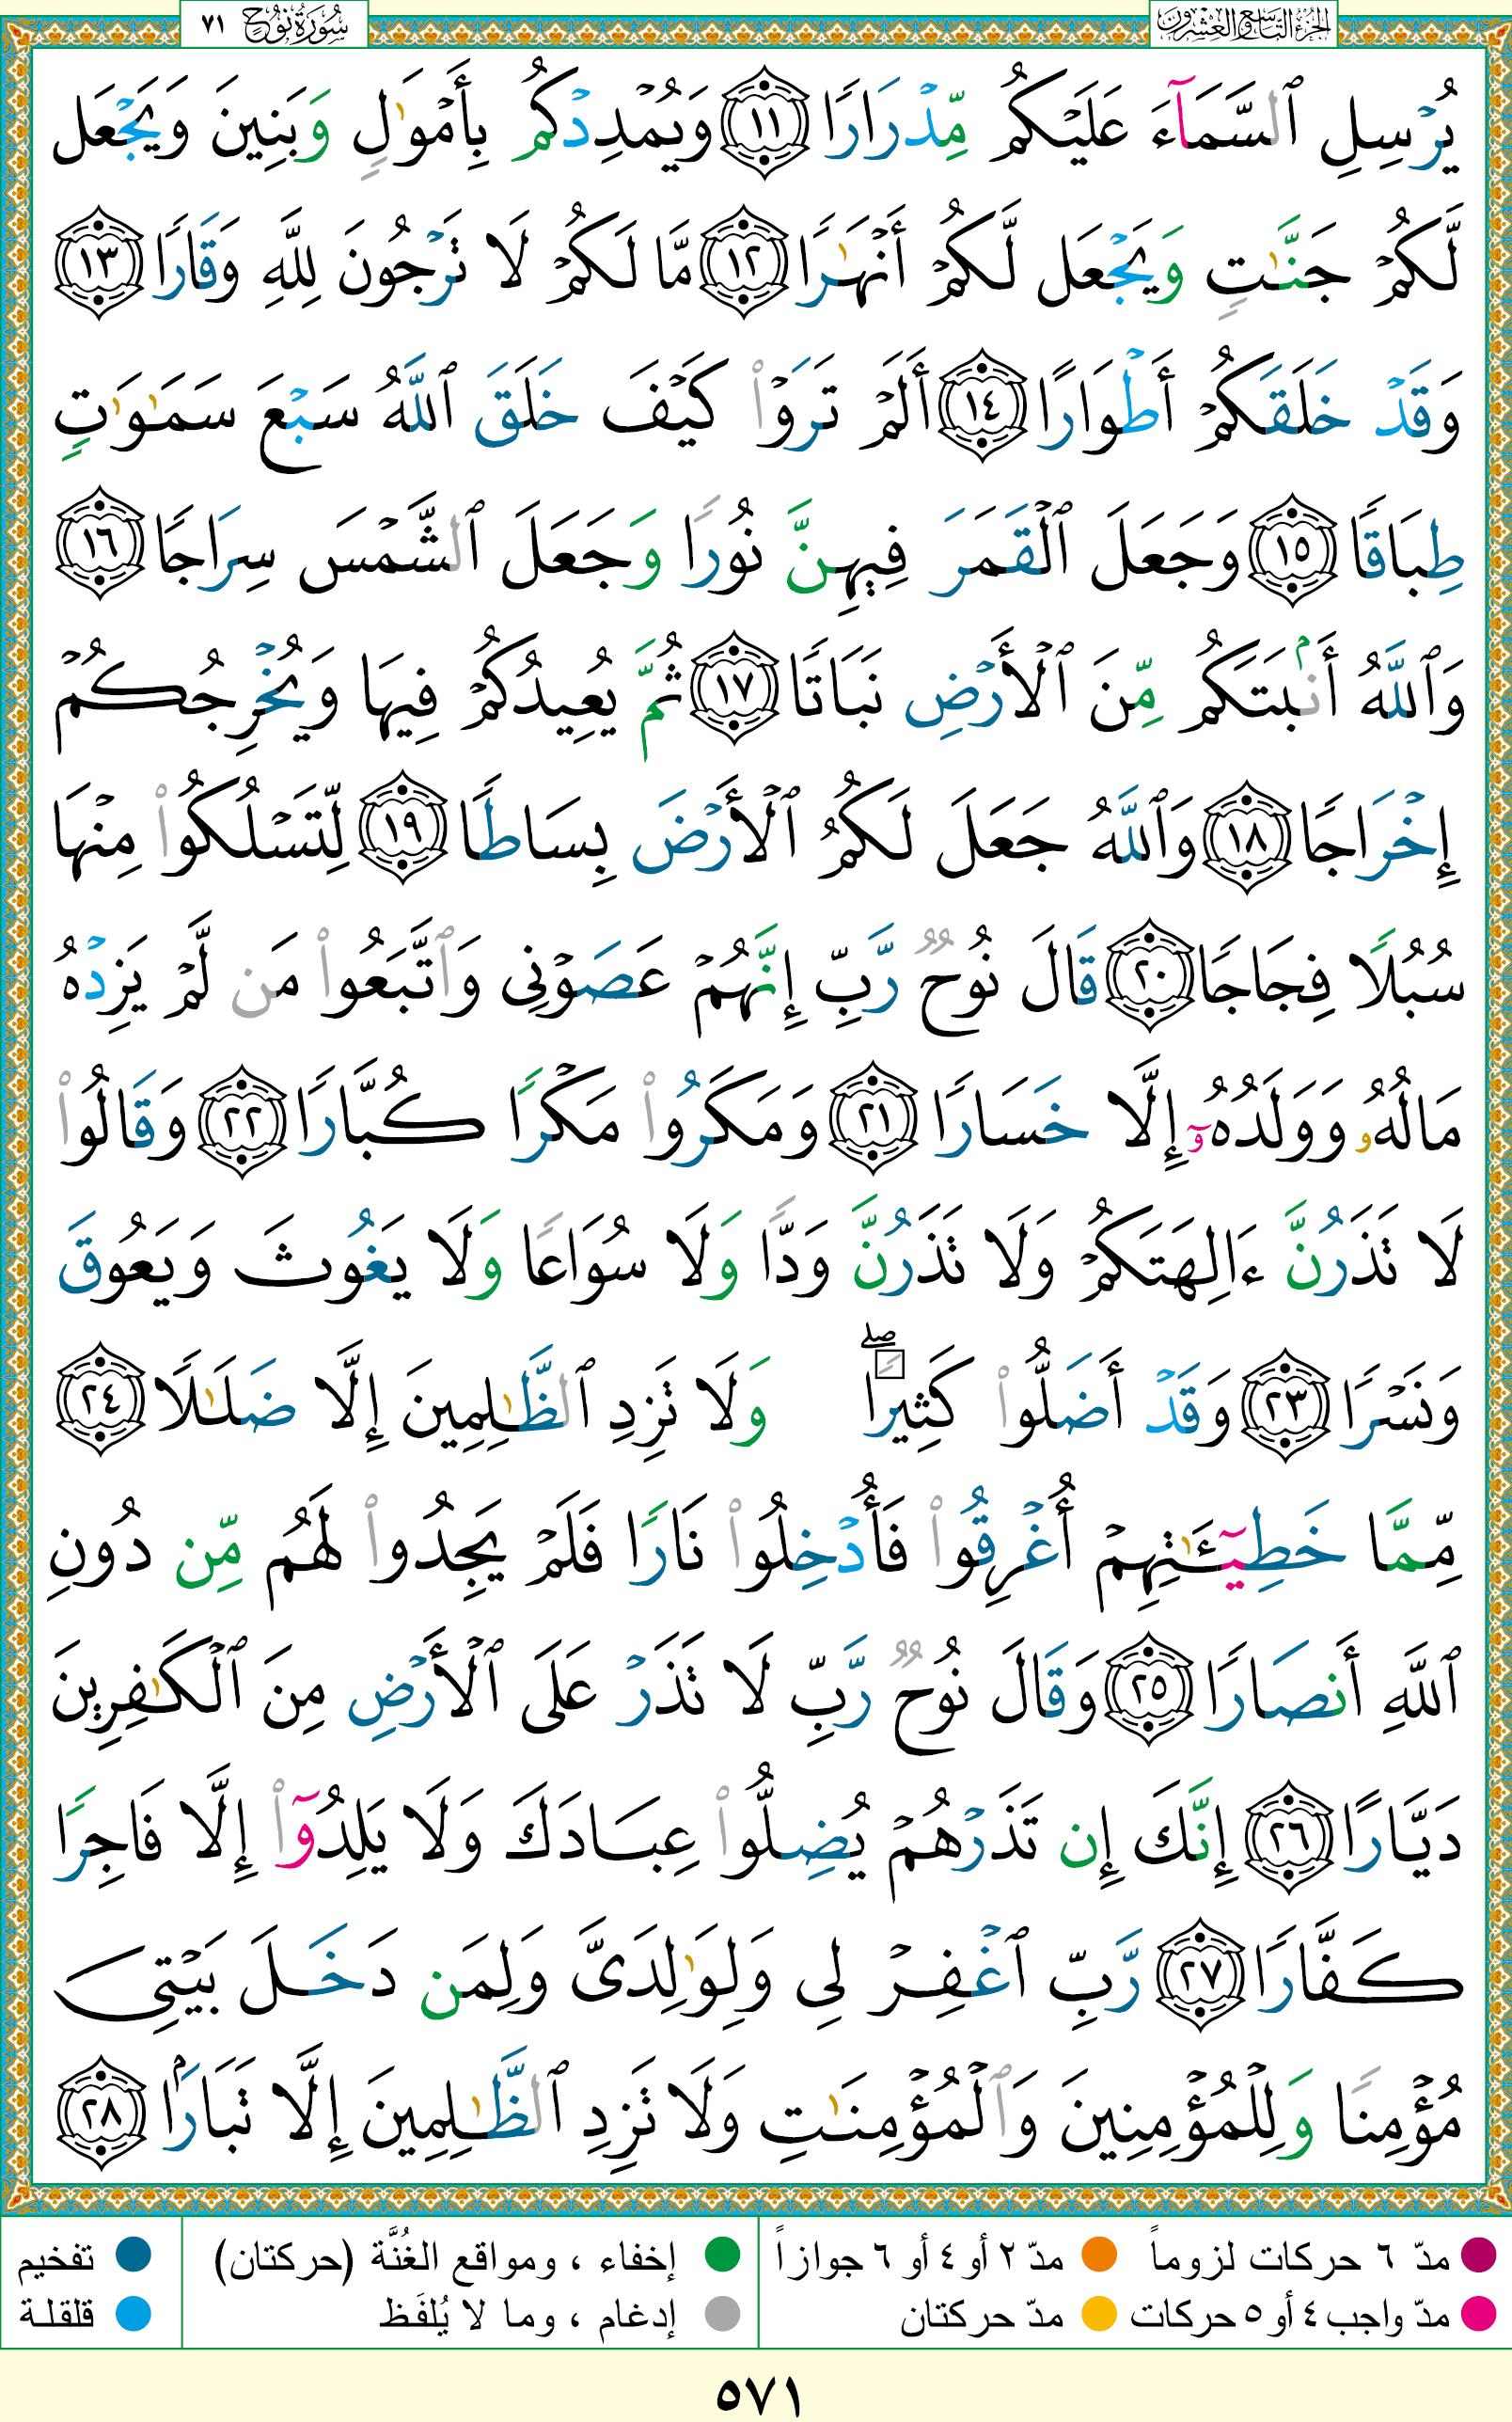 الجزء التاسع والعشرون
سُورَةُ نُوحٍ ٧١
يُرْسِلِ ٱلسَّمَآءَ عَلَيْكُم مِّدْرَارًا ١١ وَيُمْدِدْكُم بِأَمْوَٰلٍ وَبَنِينَ وَيَجْعَل
لَّكُمْ جَنَّٰتٍ وَيَجْعَل لَّكُمْ أَنْهَٰرًا ١٢ مَّا لَكُمْ لَا تَرْجُونَ لِلَّهِ وَقَارًا ١٣
وَقَدْ خَلَقَكُمْ أَطْوَارًا ١٤ أَلَمْ تَرَوْا۟ كَيْفَ خَلَقَ ٱللَّهُ سَبْعَ سَمَٰوَٰتٍ
طِبَاقًا ١٥ وَجَعَلَ ٱلْقَمَرَ فِيهِنَّ نُورًا وَجَعَلَ ٱلشَّمْسَ سِرَاجًا ١٦
وَٱللَّهُ أَنۢبَتَكُم مِّنَ ٱلْأَرْضِ نَبَاتًا ١٧ ثُمَّ يُعِيدُكُمْ فِيهَا وَيُخْرِجُكُمْ
إِخْرَاجًا ١٨ وَٱللَّهُ جَعَلَ لَكُمُ ٱلْأَرْضَ بِسَاطًا ١٩ لِّتَسْلُكُوا۟ مِنْهَا
سُبُلًا فِجَاجًا ٢٠ قَالَ نُوحٌ رَّبِّ إِنَّهُمْ عَصَوْنِى وَٱتَّبَعُوا۟ مَن لَّمْ يَزِدْهُ
مَالُهُۥ وَوَلَدُهُۥٓ إِلَّا خَسَارًا ٢١ وَمَكَرُوا۟ مَكْرًا كُبَّارًا ٢٢ وَقَالُوا۟
لَا تَذَرُنَّ ءَالِهَتَكُمْ وَلَا تَذَرُنَّ وَدًّا وَلَا سُوَاعًا وَلَا يَغُوثَ وَيَعُوقَ
وَنَسْرًا ٢٣ وَقَدْ أَضَلُّوا۟ كَثِيرًا ۖ وَلَا تَزِدِ ٱلظَّٰلِمِينَ إِلَّا ضَلَٰلًا ٢٤
مِّمَّا خَطِيٓـَٰٔتِهِمْ أُغْرِقُوا۟ فَأُدْخِلُوا۟ نَارًا فَلَمْ يَجِدُوا۟ لَهُم مِّن دُونِ
ٱللَّهِ أَنصَارًا ٢٥ وَقَالَ نُوحٌ رَّبِّ لَا تَذَرْ عَلَى ٱلْأَرْضِ مِنَ ٱلْكَٰفِرِينَ
دَيَّارًا ٢٦ إِنَّكَ إِن تَذَرْهُمْ يُضِلُّوا۟ عِبَادَكَ وَلَا يَلِدُوٓا۟ إِلَّا فَاجِرًا
كَفَّارًا ٢٧ رَّبِّ ٱغْفِرْ لِى وَلِوَٰلِدَىَّ وَلِمَن دَخَلَ بَيْتِىَ
مُؤْمِنًا وَلِلْمُؤْمِنِينَ وَٱلْمُؤْمِنَٰتِ وَلَا تَزِدِ ٱلظَّٰلِمِينَ إِلَّا تَبَارًۢا ٢٨
مدّ ٦ حركات لزوماً مدّ ٢ أو ٤ أو ٦ جوازاً إخفاء ، ومواقع الغُنَّة (حركتان) تفخيم
مدّ واجب ٤ أو ٥ حركات مدّ حركتان إدغام ، وما لا يُلفَظ قلقلة
٥٧١